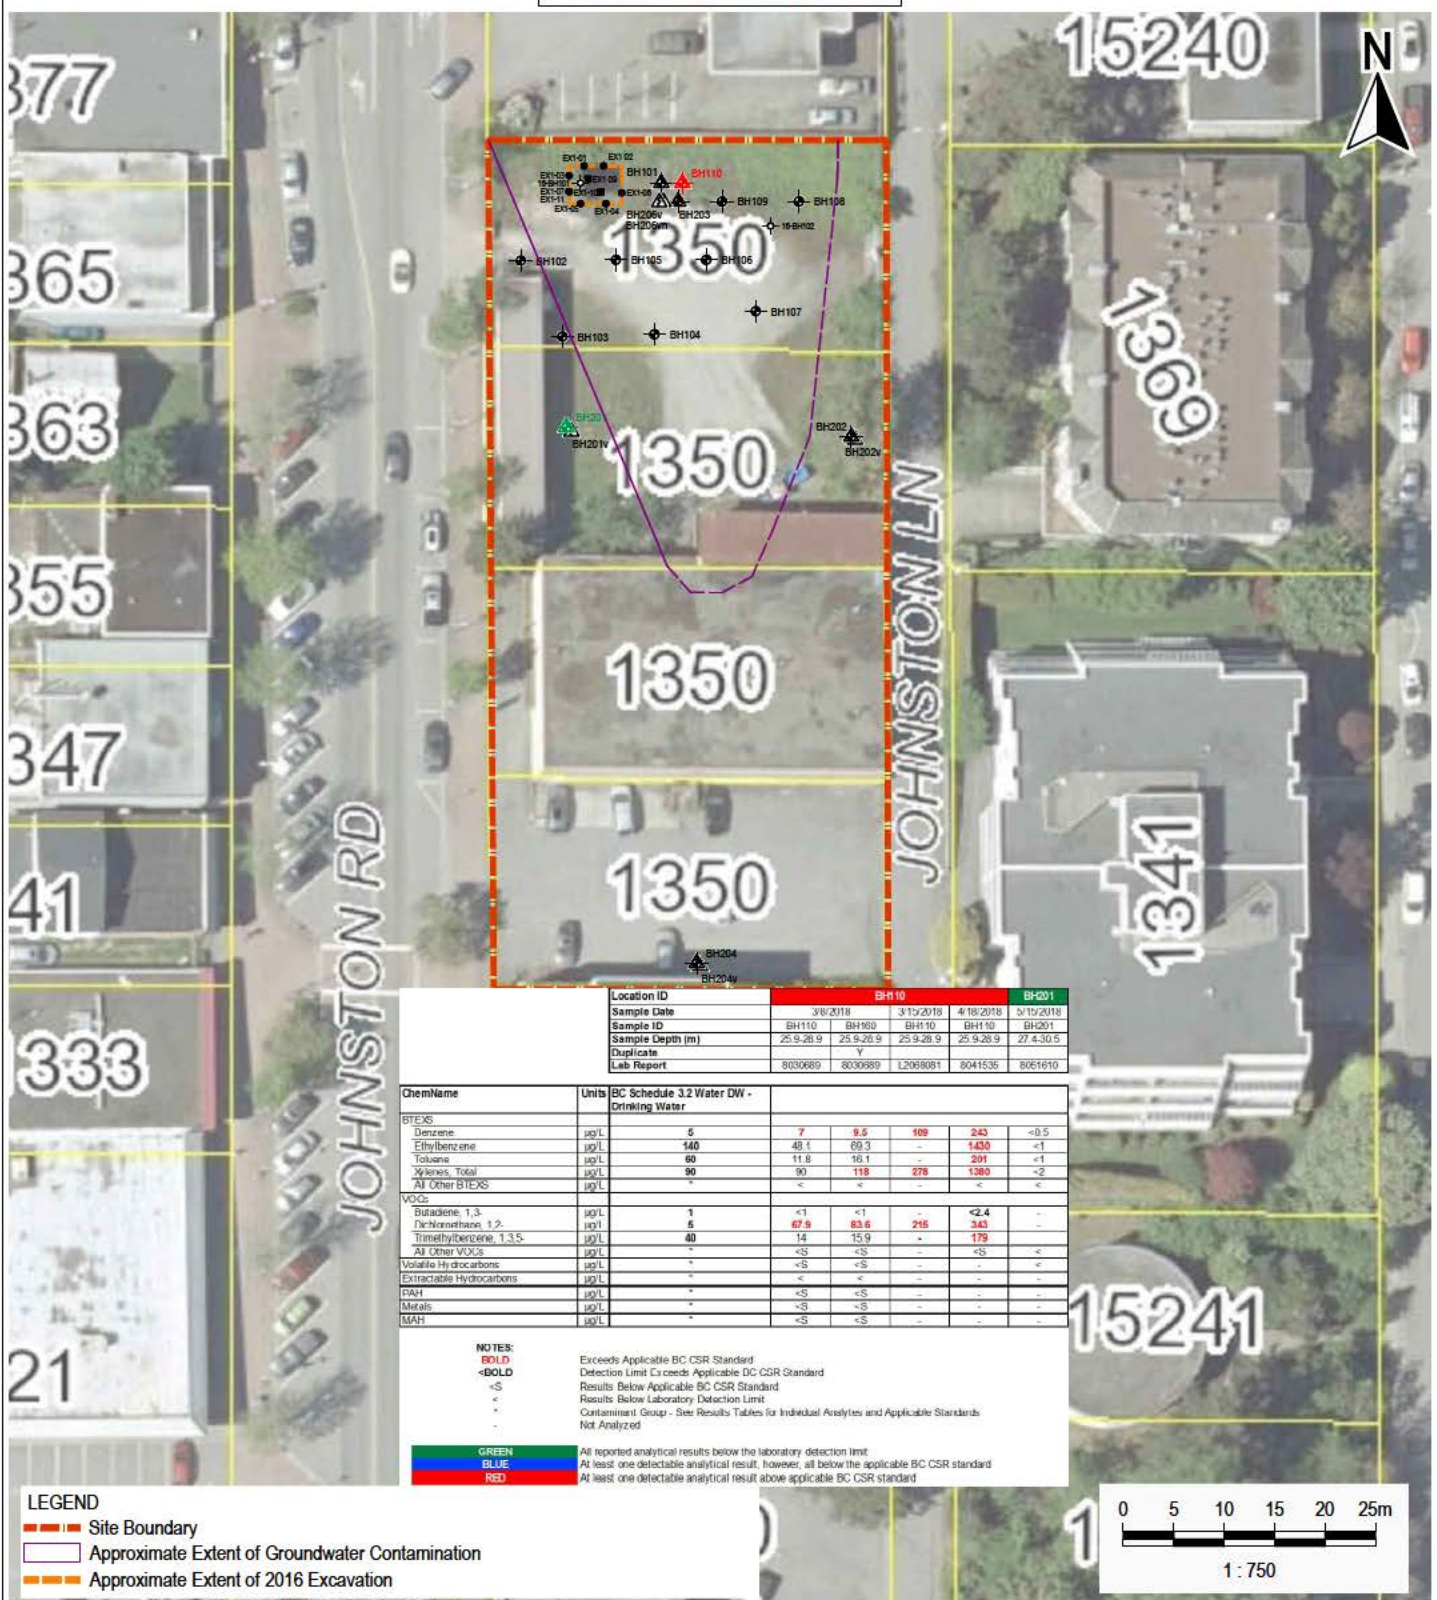 N
377
15240
365
363
355
347
41
333
21
1350
1350
1350
1350
1369
1341
15241
JOHNSTON RD
JOHNSTON LN
EX1-01
EX1-02
EX1-03
EX1-09
EX1-07
EX1-11
EX1-05
EX1-04
BH101
BH110
BH206v
BH203
BH109
BH108
16-BH102
BH102
BH105
BH106
BH107
BH103
BH104
BH201v
BH202
BH202v
BH204
BH204v
Location ID BH110 BH201
Sample Date 3/8/2018 3/15/2018 4/18/2018 5/15/2018
Sample ID BH110 BH160 BH110 BH110 BH201
Sample Depth (m) 25.9-28.9 25.9-28.9 25.9-28.9 25.9-28.9 27.4-30.5
Duplicate Y
Lab Report 8030689 8030689 L2068081 8041535 8051610
ChemName Units BC Schedule 3.2 Water DW - Drinking Water
BTEXS
Benzene µg/L 5 7 9.5 109 243 <0.5
Ethylbenzene µg/L 140 48.1 69.3 - 1430 <1
Toluene µg/L 60 11.8 16.1 - 201 <1
Xylenes, Total µg/L 90 90 118 278 1380 <2
All Other BTEXS µg/L * < < - < <
VOCs
Butadiene, 1,3- µg/L 1 <1 <1 - <2.4 -
Dichloroethane, 1,2- µg/L 5 67.9 83.6 215 343 -
Trimethylbenzene, 1,3,5- µg/L 40 14 15.9 - 179
All Other VOCs µg/L * <S <S - <S <
Volatile Hydrocarbons µg/L * <S <S - - <
Extractable Hydrocarbons µg/L * < < - - -
PAH µg/L * <S <S - - -
Metals µg/L * <S <S - - -
MAH µg/L * <S <S - - -
NOTES:
BOLD Exceeds Applicable BC CSR Standard
<BOLD Detection Limit Exceeds Applicable BC CSR Standard
<S Results Below Applicable BC CSR Standard
< Results Below Laboratory Detection Limit
* Contaminant Group - See Results Tables for Individual Analytes and Applicable Standards
- Not Analyzed
GREEN All reported analytical results below the laboratory detection limit
BLUE At least one detectable analytical result, however, all below the applicable BC CSR standard
RED At least one detectable analytical result above applicable BC CSR standard
LEGEND
Site Boundary
Approximate Extent of Groundwater Contamination
Approximate Extent of 2016 Excavation
0 5 10 15 20 25m
1 : 750